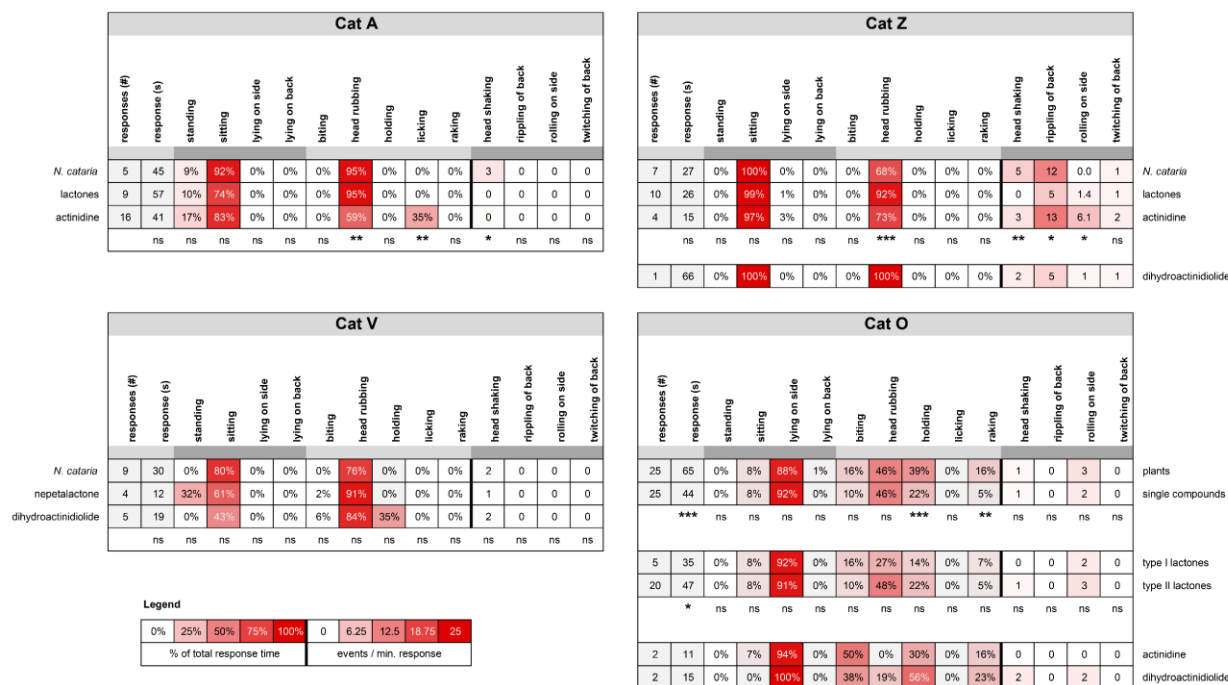 Cat A
responses (#) response (s) standing sitting lying on side lying on back biting head rubbing holding licking raking head shaking rippling of back rolling on side twitching of back
N. cataria 5 45 9% 92% 0% 0% 0% 95% 0% 0% 0% 3 0 0 0
lactones 9 57 10% 74% 0% 0% 0% 95% 0% 0% 0% 0 0 0 0
actinidine 16 41 17% 83% 0% 0% 0% 59% 0% 35% 0% 0 0 0 0
ns ns ns ns ns ns ** ns ** ns * ns ns ns
Cat Z
responses (#) response (s) standing sitting lying on side lying on back biting head rubbing holding licking raking head shaking rippling of back rolling on side twitching of back
7 27 0% 100% 0% 0% 0% 68% 0% 0% 0% 5 12 0.0 1 N. cataria
10 26 0% 99% 1% 0% 0% 92% 0% 0% 0% 0 5 1.4 1 lactones
4 15 0% 97% 3% 0% 0% 73% 0% 0% 0% 3 13 6.1 2 actinidine
ns ns ns ns ns ns *** ns ns ns ** * * ns
1 66 0% 100% 0% 0% 0% 100% 0% 0% 0% 2 5 1 1 dihydroactinidiolide
Cat V
responses (#) response (s) standing sitting lying on side lying on back biting head rubbing holding licking raking head shaking rippling of back rolling on side twitching of back
N. cataria 9 30 0% 80% 0% 0% 0% 76% 0% 0% 0% 2 0 0 0
nepetalactone 4 12 32% 61% 0% 0% 2% 91% 0% 0% 0% 1 0 0 0
dihydroactinidiolide 5 19 0% 43% 0% 0% 6% 84% 35% 0% 0% 2 0 0 0
ns ns ns ns ns ns ns ns ns ns ns ns ns ns
Cat O
responses (#) response (s) standing sitting lying on side lying on back biting head rubbing holding licking raking head shaking rippling of back rolling on side twitching of back
25 65 0% 8% 88% 1% 16% 46% 39% 0% 16% 1 0 3 0 plants
25 44 0% 8% 92% 0% 10% 46% 22% 0% 5% 1 0 2 0 single compounds
*** ns ns ns ns ns ns *** ns ** ns ns ns ns
5 35 0% 8% 92% 0% 16% 27% 14% 0% 7% 0 0 2 0 type I lactones
20 47 0% 8% 91% 0% 10% 48% 22% 0% 5% 1 0 3 0 type II lactones
* ns ns ns ns ns ns ns ns ns ns ns ns ns
2 11 0% 7% 94% 0% 50% 0% 30% 0% 16% 0 0 0 0 actinidine
2 15 0% 0% 100% 0% 38% 19% 56% 0% 23% 2 0 2 0 dihydroactinidiolide
Legend
0% 25% 50% 75% 100% 0 6.25 12.5 18.75 25
% of total response time events / min. response